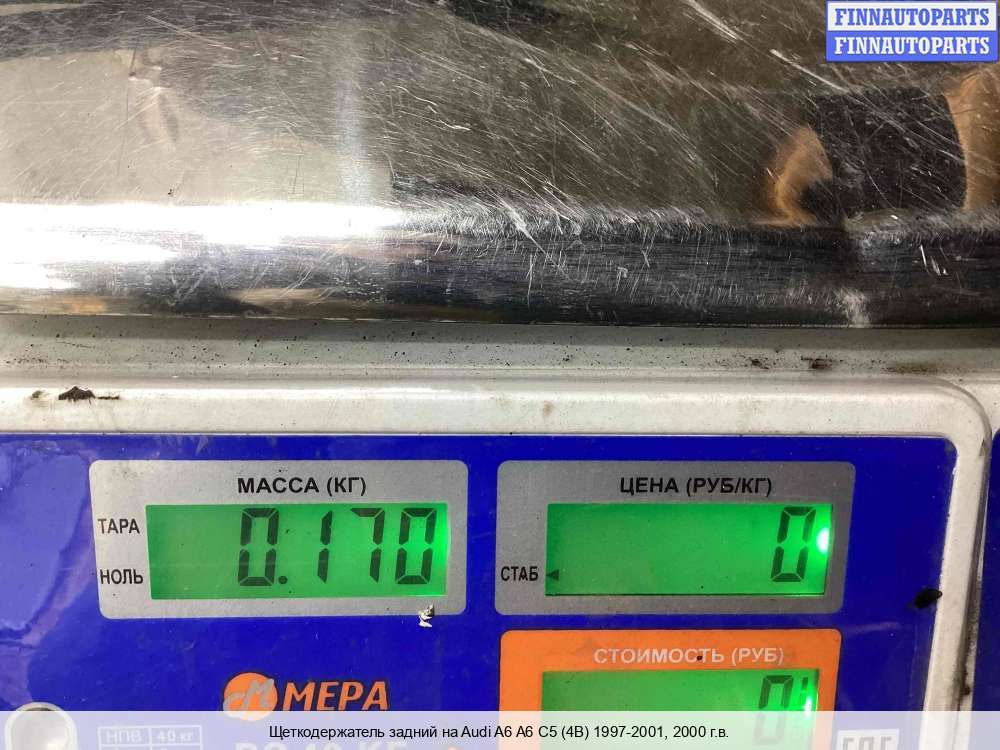 FINNAUTOPARTS
FINNAUTOPARTS
МАССА (КГ)
ЦЕНА (РУБ/КГ)
ТАРА
0.170
0
НОЛЬ
СТАБ
СТОИМОСТЬ (РУБ)
МЕРА
0
НПВ 40 кг
Щеткодержатель задний на Audi A6 A6 C5 (4B) 1997-2001, 2000 г.в.